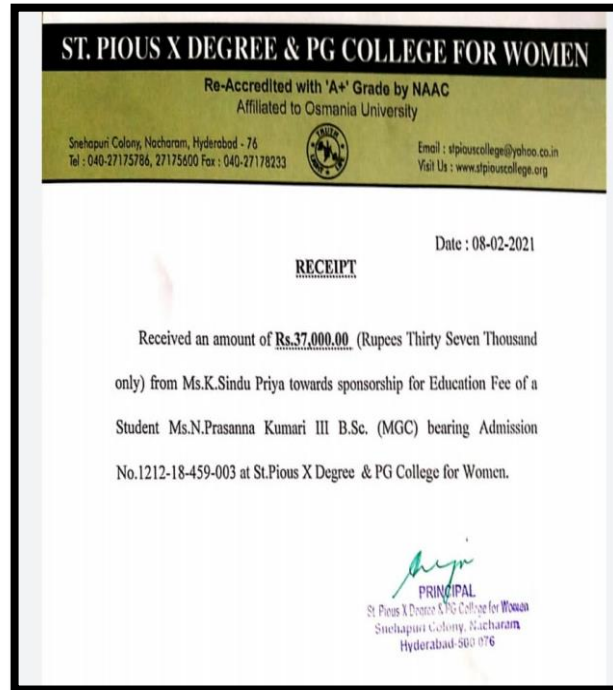 ST. PIOUS X DEGREE & PG COLLEGE FOR WOMEN
Re-Accredited with 'A+' Grade by NAAC
Affiliated to Osmania University
Snehapuri Colony, Nacharam, Hyderabad - 76
Tel : 040-27175786, 27175600 Fax : 040-27178233
TRUTH
Email : stpiouscollege@yahoo.co.in
Visit Us : www.stpiouscollege.org
Date : 08-02-2021
RECEIPT
Received an amount of Rs.37,000.00 (Rupees Thirty Seven Thousand
only) from Ms.K.Sindu Priya towards sponsorship for Education Fee of a
Student Ms.N.Prasanna Kumari III B.Sc. (MGC) bearing Admission
No.1212-18-459-003 at St.Pious X Degree & PG College for Women.
PRINCIPAL
St. Pious X Degree & PG College for Women
Snehapuri Colony, Nacharam,
Hyderabad-500 076